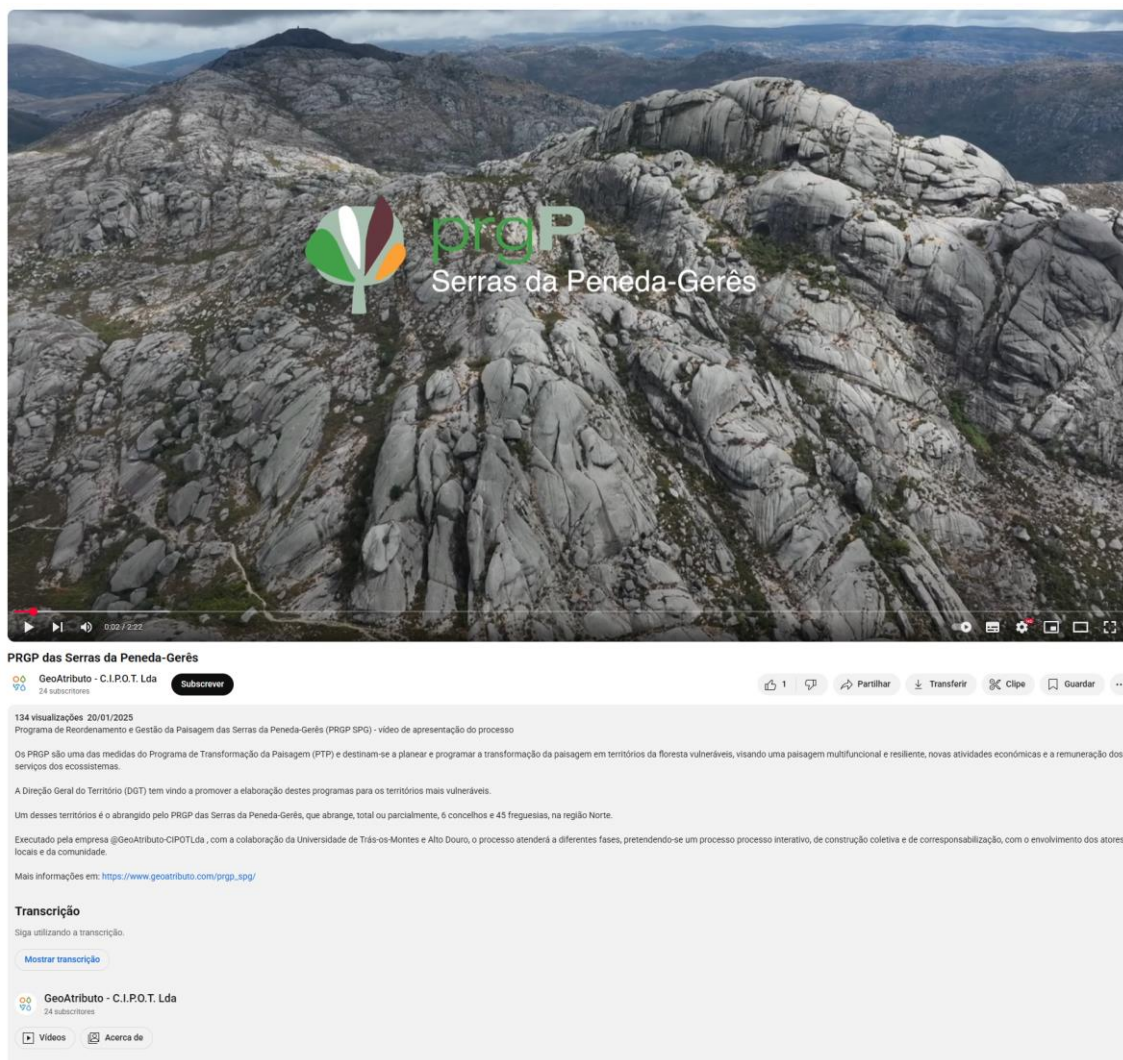 prgP
Serras da Peneda-Gerês
0:02 / 2:22
PRGP das Serras da Peneda-Gerês
GeoAtributo - C.I.P.O.T. Lda
24 subscritores
Subscrever
1
Partilhar
Transferir
Clipe
Guardar
134 visualizações 20/01/2025
Programa de Reordenamento e Gestão da Paisagem das Serras da Peneda-Gerês (PRGP SPG) - vídeo de apresentação do processo
Os PRGP são uma das medidas do Programa de Transformação da Paisagem (PTP) e destinam-se a planear e programar a transformação da paisagem em territórios da floresta vulneráveis, visando uma paisagem multifuncional e resiliente, novas atividades económicas e a remuneração dos
serviços dos ecossistemas.
A Direção Geral do Território (DGT) tem vindo a promover a elaboração destes programas para os territórios mais vulneráveis.
Um desses territórios é o abrangido pelo PRGP das Serras da Peneda-Gerês, que abrange, total ou parcialmente, 6 concelhos e 45 freguesias, na região Norte.
Executado pela empresa @GeoAtributo-CIPOTLda , com a colaboração da Universidade de Trás-os-Montes e Alto Douro, o processo atenderá a diferentes fases, pretendendo-se um processo processo interativo, de construção coletiva e de corresponsabilização, com o envolvimento dos atores
locais e da comunidade.
Mais informações em: https://www.geoatributo.com/prgp_spg/
Transcrição
Siga utilizando a transcrição.
Mostrar transcrição
GeoAtributo - C.I.P.O.T. Lda
24 subscritores
Vídeos
Acerca de